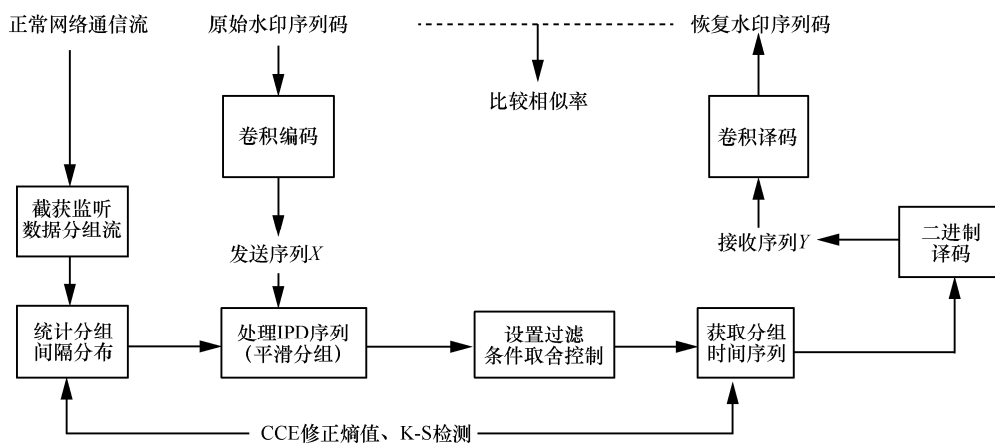 正常网络通信流
原始水印序列码
恢复水印序列码
比较相似率
卷积编码
卷积译码
截获监听
数据分组流
发送序列X
接收序列Y
二进制
译码
统计分组
间隔分布
处理IPD序列
（平滑分组）
设置过滤
条件取舍控制
获取分组
时间序列
CCE修正熵值、K-S检测